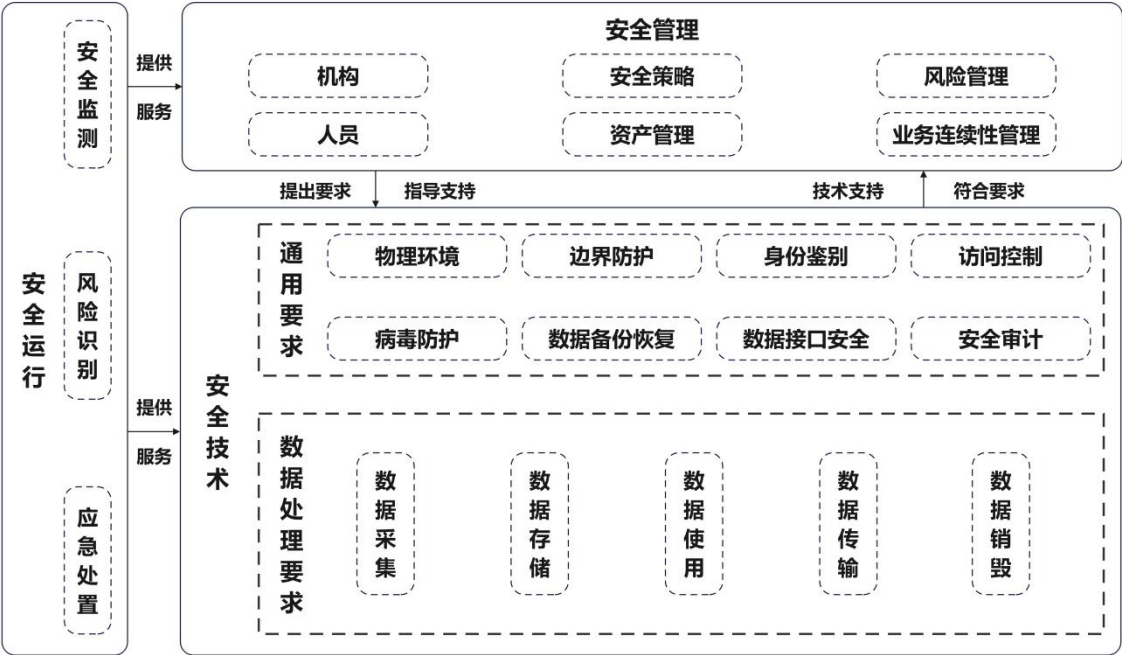 安全运行
安全监测
风险识别
应急处置
提供
服务
提供
服务
安全管理
机构
安全策略
风险管理
人员
资产管理
业务连续性管理
提出要求
指导支持
技术支持
符合要求
安全技术
通用要求
物理环境
边界防护
身份鉴别
访问控制
病毒防护
数据备份恢复
数据接口安全
安全审计
数据处理要求
数据采集
数据存储
数据使用
数据传输
数据销毁